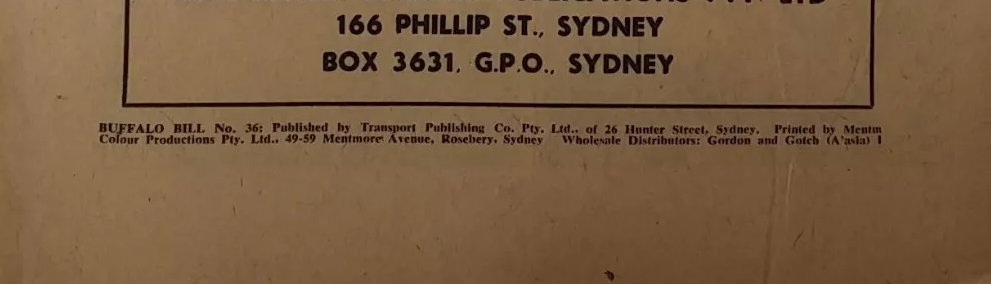 166 PHILLIP ST., SYDNEY
BOX 3631, G.P.O., SYDNEY
BUFFALO BILL No. 36: Published by Transport Publishing Co. Pty. Ltd., of 26 Hunter Street, Sydney. Printed by Mentm
Colour Productions Pty. Ltd., 49-59 Mentmore Avenue, Rosebery, Sydney Wholesale Distributors: Gordon and Gotch (A'asia) l